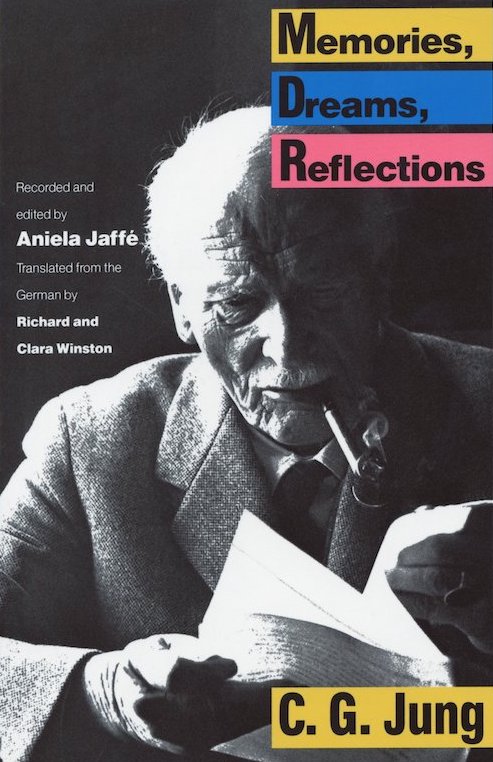 Memories,
Dreams,
Reflections
Recorded and
edited by
Aniela Jaffé
Translated from the
German by
Richard and
Clara Winston
C. G. Jung